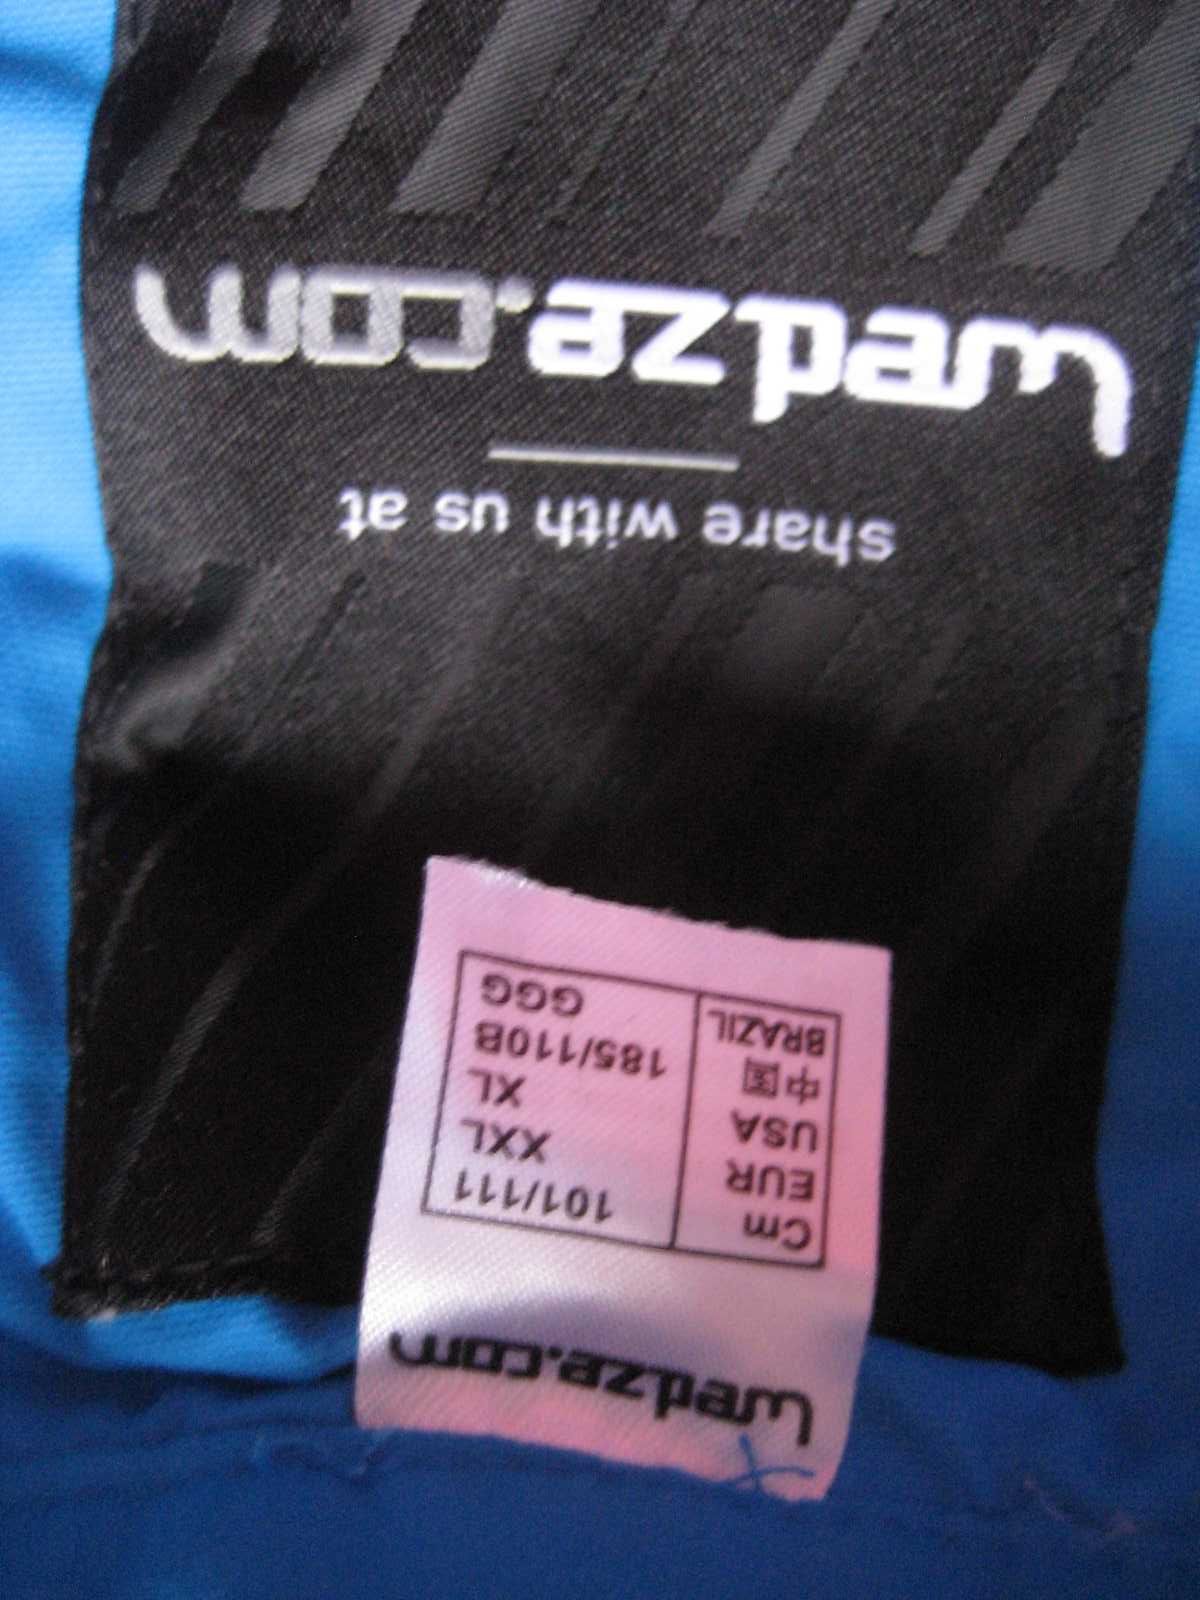 share with us at
wedze.com
wedze.com
Cm 101/111
EUR XXL
USA XL
中国 185/110B
BRAZIL GGG